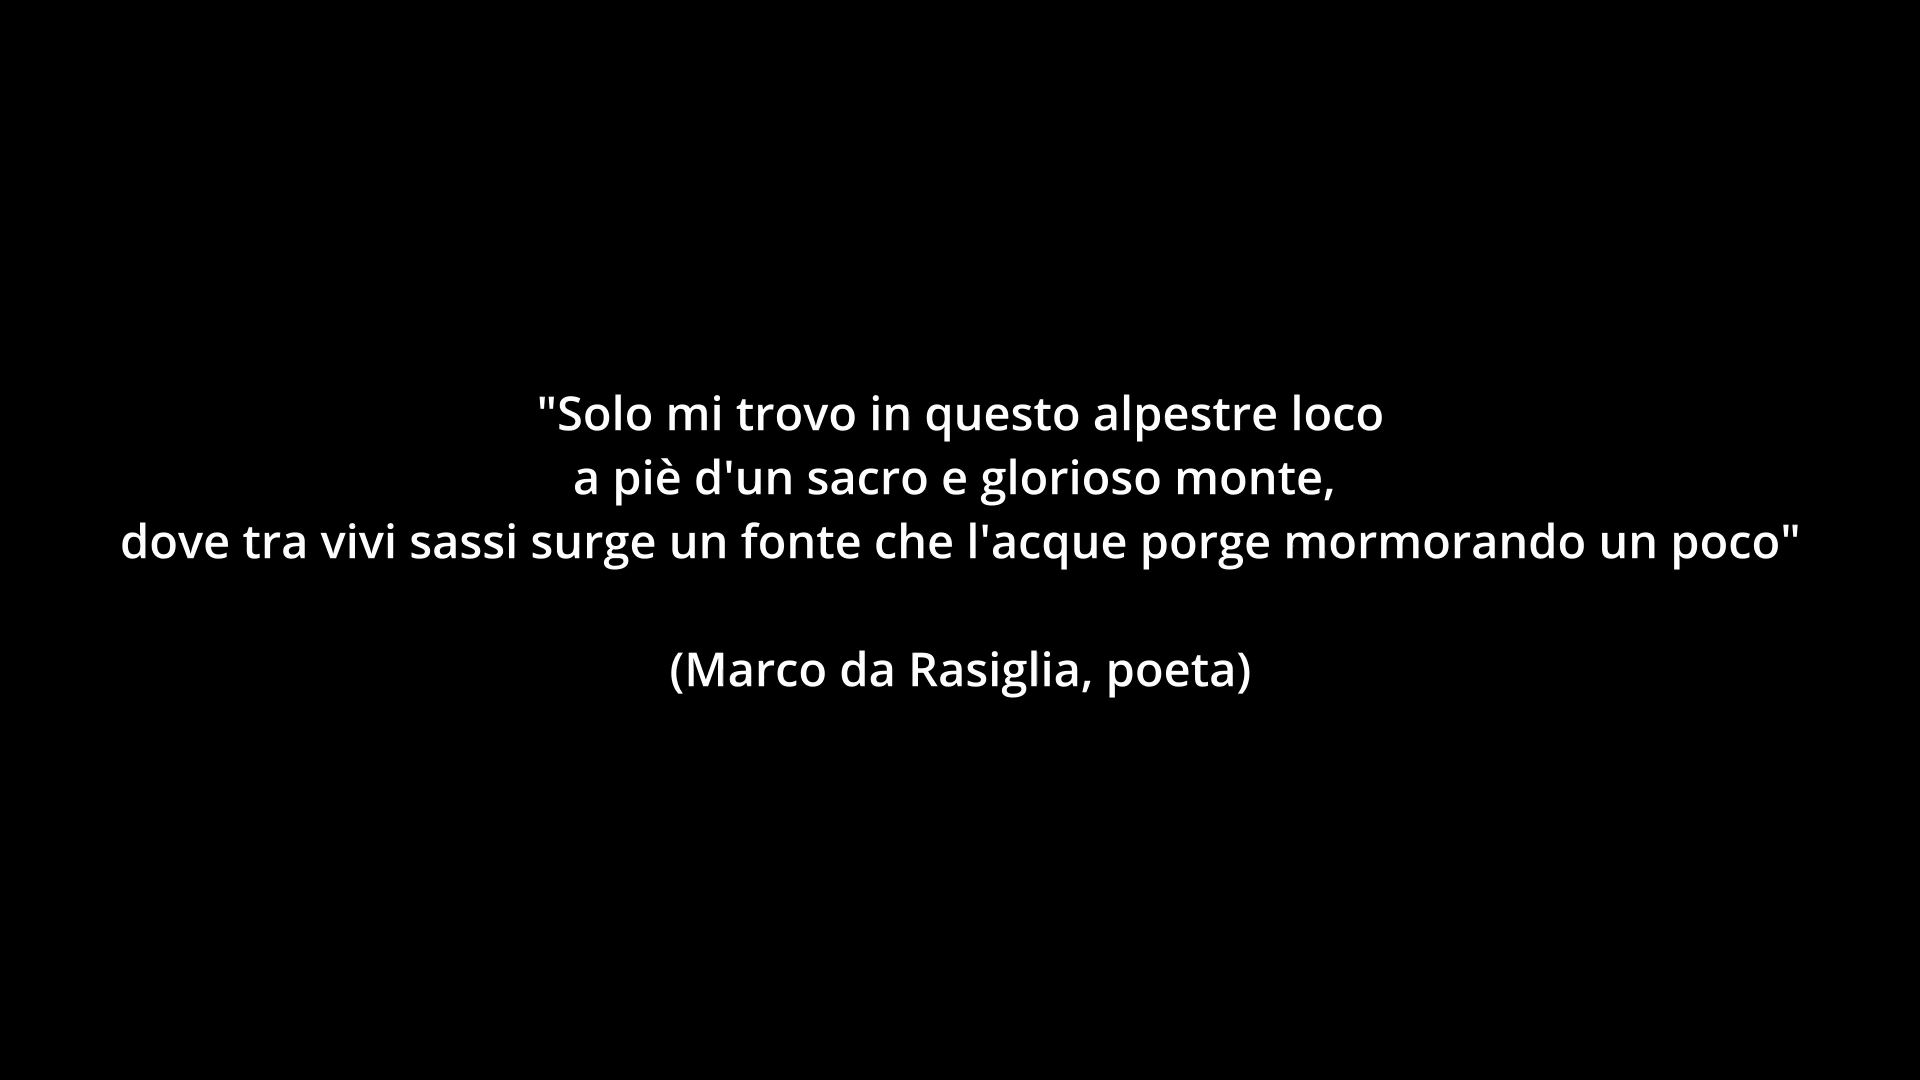 "Solo mi trovo in questo alpestre loco
a piè d'un sacro e glorioso monte,
dove tra vivi sassi surge un fonte che l'acque porge mormorando un poco"
(Marco da Rasiglia, poeta)